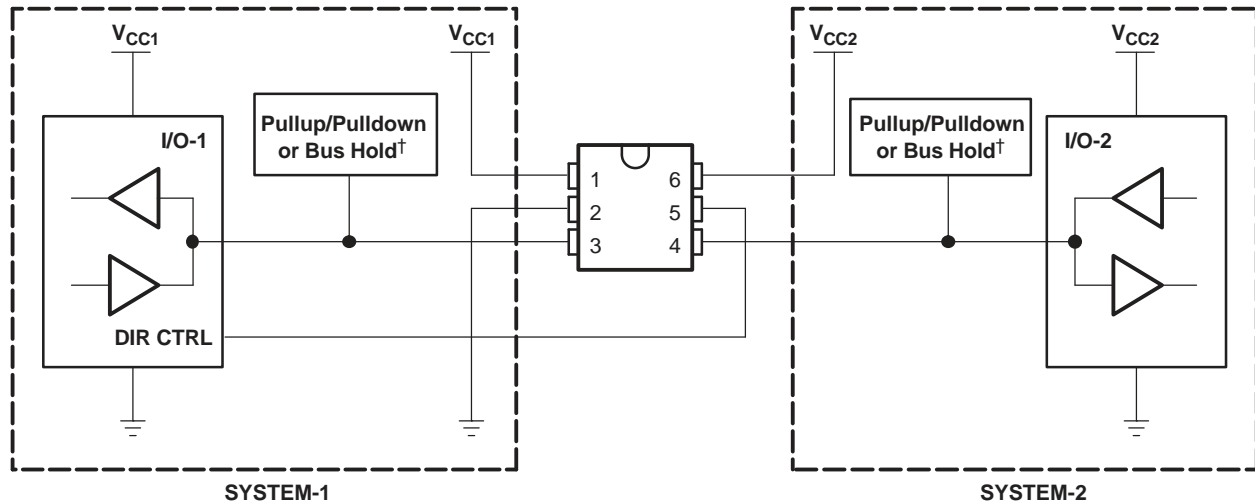 VCC1
VCC1
VCC2
VCC2
Pullup/Pulldown
or Bus Hold†
Pullup/Pulldown
or Bus Hold†
I/O-1
I/O-2
1
6
2
5
3
4
DIR CTRL
SYSTEM-1
SYSTEM-2